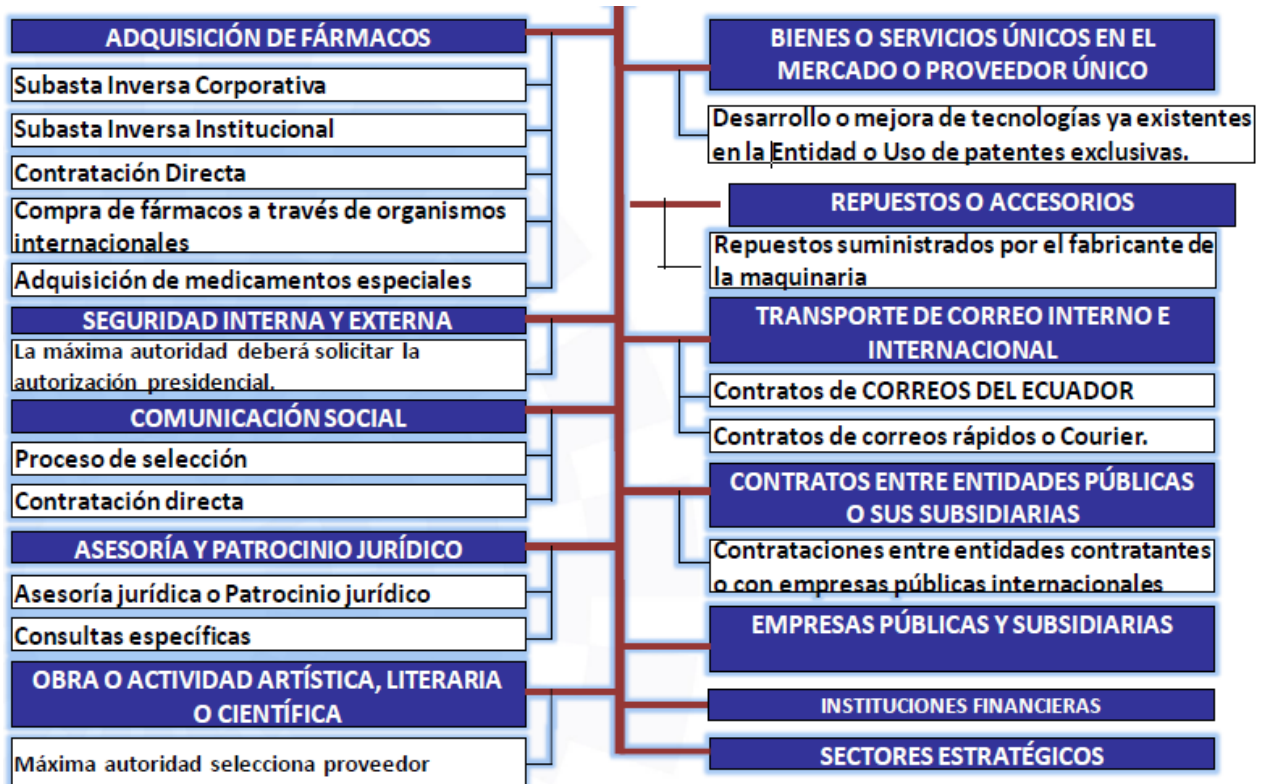 ADQUISICIÓN DE FÁRMACOS
Subasta Inversa Corporativa
Subasta Inversa Institucional
Contratación Directa
Compra de fármacos a través de organismos
internacionales
Adquisición de medicamentos especiales
SEGURIDAD INTERNA Y EXTERNA
La máxima autoridad deberá solicitar la
autorización presidencial.
COMUNICACIÓN SOCIAL
Proceso de selección
Contratación directa
ASESORÍA Y PATROCINIO JURÍDICO
Asesoría jurídica o Patrocinio jurídico
Consultas específicas
OBRA O ACTIVIDAD ARTÍSTICA, LITERARIA
O CIENTÍFICA
Máxima autoridad selecciona proveedor
BIENES O SERVICIOS ÚNICOS EN EL
MERCADO O PROVEEDOR ÚNICO
Desarrollo o mejora de tecnologías ya existentes
en la Entidad o Uso de patentes exclusivas.
REPUESTOS O ACCESORIOS
Repuestos suministrados por el fabricante de
la maquinaria
TRANSPORTE DE CORREO INTERNO E
INTERNACIONAL
Contratos de CORREOS DEL ECUADOR
Contratos de correos rápidos o Courier.
CONTRATOS ENTRE ENTIDADES PÚBLICAS
O SUS SUBSIDIARIAS
Contrataciones entre entidades contratantes
o con empresas públicas internacionales
EMPRESAS PÚBLICAS Y SUBSIDIARIAS
INSTITUCIONES FINANCIERAS
SECTORES ESTRATÉGICOS